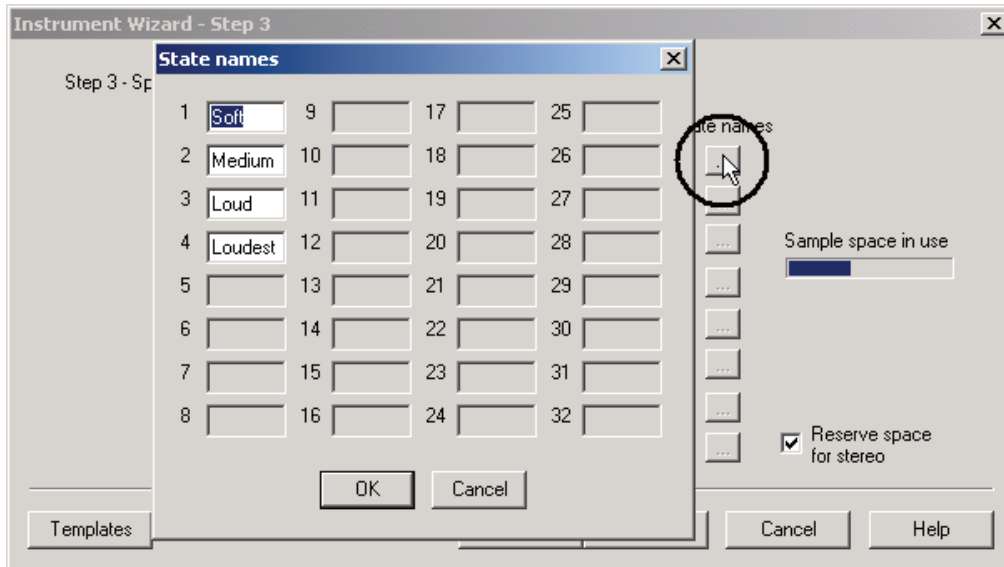 Instrument Wizard - Step 3
State names
Step 3 - Sp
1 Soft 9 17 25
2 Medium 10 18 26
3 Loud 11 19 27
4 Loudest 12 20 28
5 13 21 29
6 14 22 30
7 15 23 31
8 16 24 32
OK Cancel
ate names
...
...
...
...
...
...
...
Sample space in use
Reserve space
for stereo
Templates Cancel Help